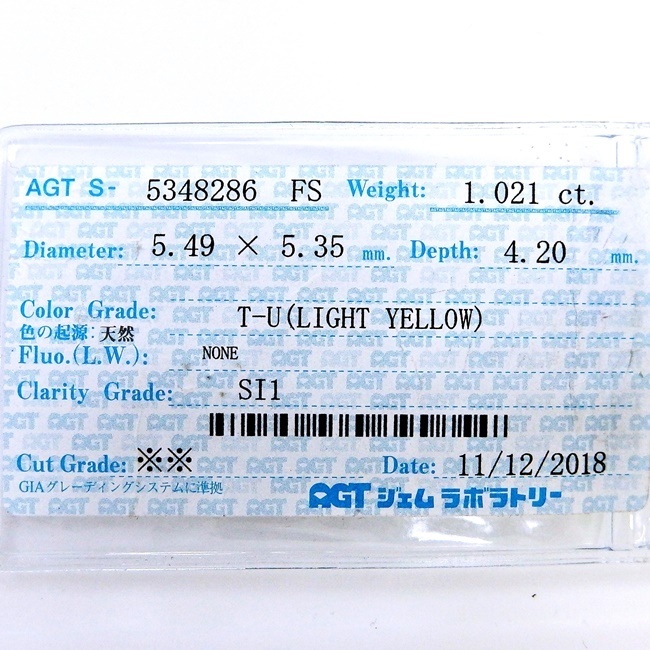 AGT S- 5348286 FS Weight: 1.021 ct.
Diameter: 5.49 × 5.35 mm. Depth: 4.20 mm.
Color Grade: T-U(LIGHT YELLOW)
色の起源:天然
Fluo.(L.W.): NONE
Clarity Grade: SI1
Cut Grade: ※※ Date: 11/12/2018
GIAグレーディングシステムに準拠
AGT ジェム ラボラトリー